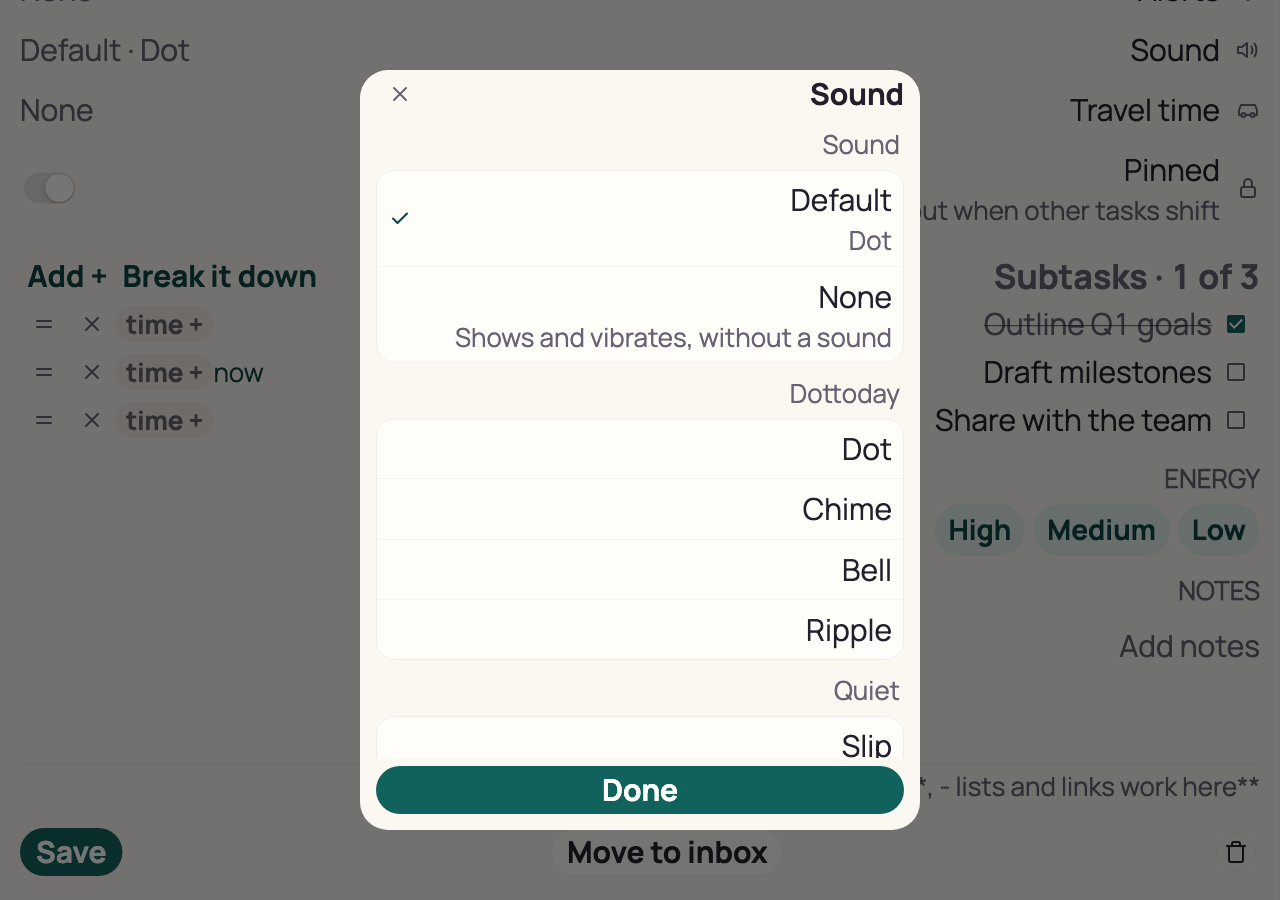 Default · Dot
Sound
None
Travel time
Pinned
out when other tasks shift
Add + Break it down
Subtasks · 1 of 3
time +
Outline Q1 goals
time + now
Draft milestones
time +
Share with the team
ENERGY
High Medium Low
NOTES
Add notes
*, - lists and links work here**
Save
Move to inbox
Sound
Sound
Default
Dot
None
Shows and vibrates, without a sound
Dottoday
Dot
Chime
Bell
Ripple
Quiet
Slip
Done